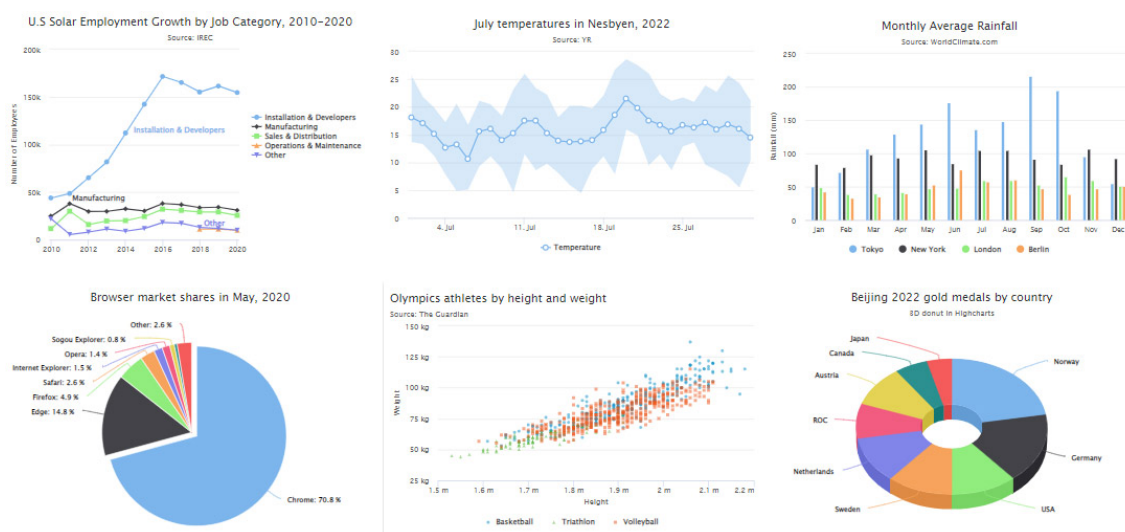 U.S Solar Employment Growth by Job Category, 2010-2020
Source: IREC
200k
150k
100k
50k
0
Number of Employees
Installation & Developers
Manufacturing
Other
2010 2012 2014 2016 2018 2020
Installation & Developers
Manufacturing
Sales & Distribution
Operations & Maintenance
Other
July temperatures in Nesbyen, 2022
Source: YR
30
25
20
15
10
5
0
4. Jul 11. Jul 18. Jul 25. Jul
Temperature
Monthly Average Rainfall
Source: WorldClimate.com
250
200
150
100
50
0
Rainfall (mm)
Jan Feb Mar Apr May Jun Jul Aug Sep Oct Nov Dec
Tokyo New York London Berlin
Browser market shares in May, 2020
Other: 2.6 %
Sogou Explorer: 0.8 %
Opera: 1.4 %
Internet Explorer: 1.5 %
Safari: 2.6 %
Firefox: 4.9 %
Edge: 14.8 %
Chrome: 70.8 %
Olympics athletes by height and weight
Source: The Guardian
150 kg
125 kg
100 kg
75 kg
50 kg
25 kg
Weight
1.5 m 1.6 m 1.7 m 1.8 m 1.9 m 2 m 2.1 m 2.2 m
Height
Basketball Triathlon Volleyball
Beijing 2022 gold medals by country
3D donut in Highcharts
Japan
Canada
Norway
Austria
ROC
Germany
Netherlands
Sweden
USA